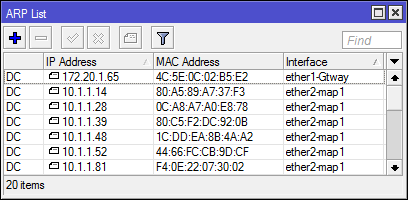 ARP List
Find
IP Address MAC Address Interface
DC 172.20.1.65 4C:5E:0C:02:B5:E2 ether1-Gtway
DC 10.1.1.14 80:A5:89:A7:37:F3 ether2-map1
DC 10.1.1.28 0C:A8:A7:A0:E8:78 ether2-map1
DC 10.1.1.39 80:C5:F2:DC:92:0B ether2-map1
DC 10.1.1.48 1C:DD:EA:8B:4A:A2 ether2-map1
DC 10.1.1.52 44:66:FC:CB:9D:CF ether2-map1
DC 10.1.1.81 F4:0E:22:07:30:02 ether2-map1
20 items